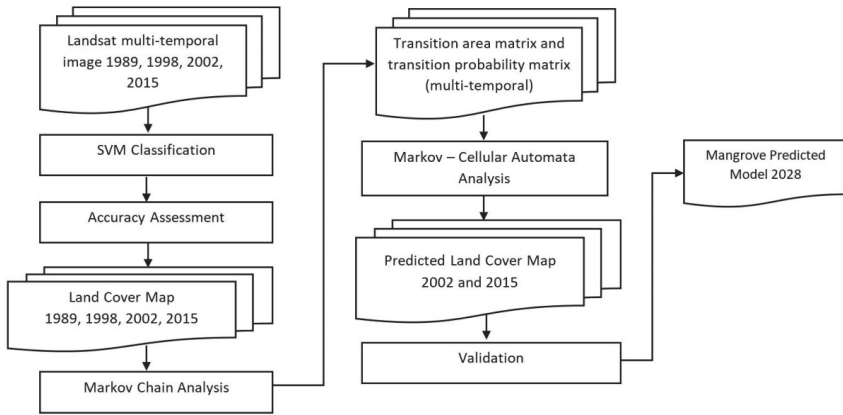 Landsat multi-temporal
image 1989, 1998, 2002,
2015
SVM Classification
Accuracy Assessment
Land Cover Map
1989, 1998, 2002, 2015
Markov Chain Analysis
Transition area matrix and
transition probability matrix
(multi-temporal)
Markov – Cellular Automata
Analysis
Predicted Land Cover Map
2002 and 2015
Validation
Mangrove Predicted
Model 2028